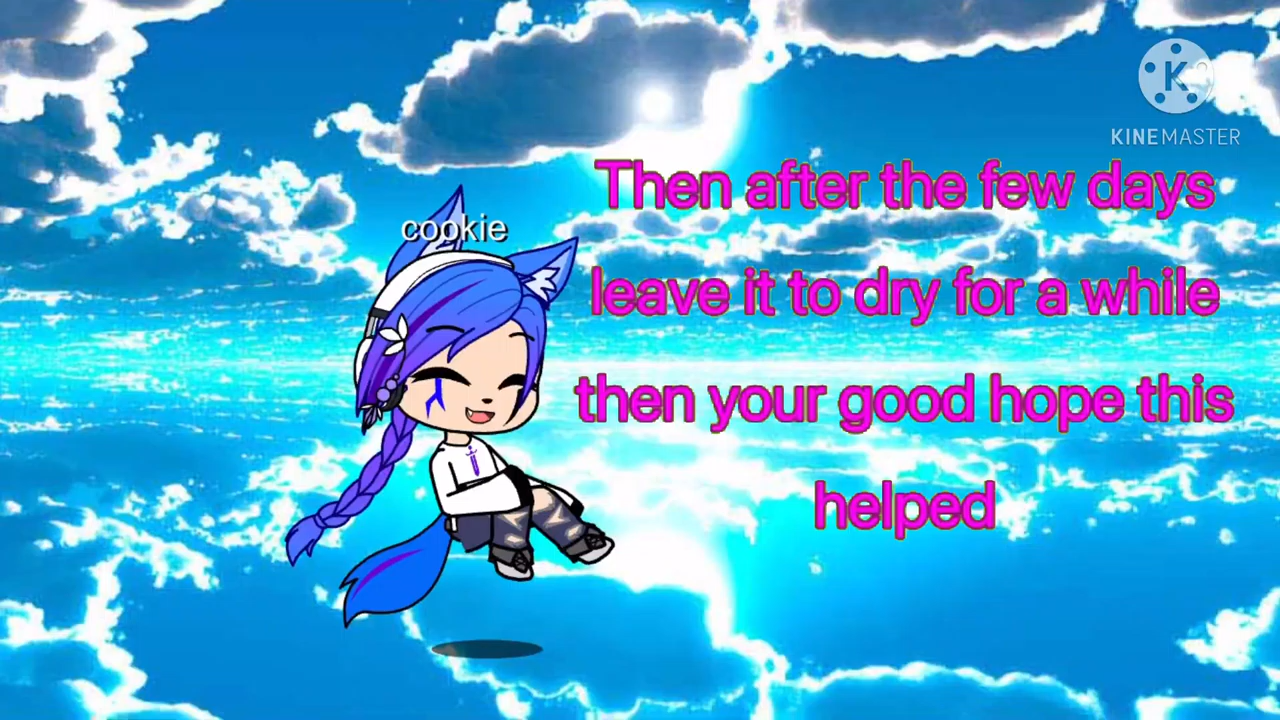 KINEMASTER
Then after the few days
cookie
leave it to dry for a while
then your good hope this
helped